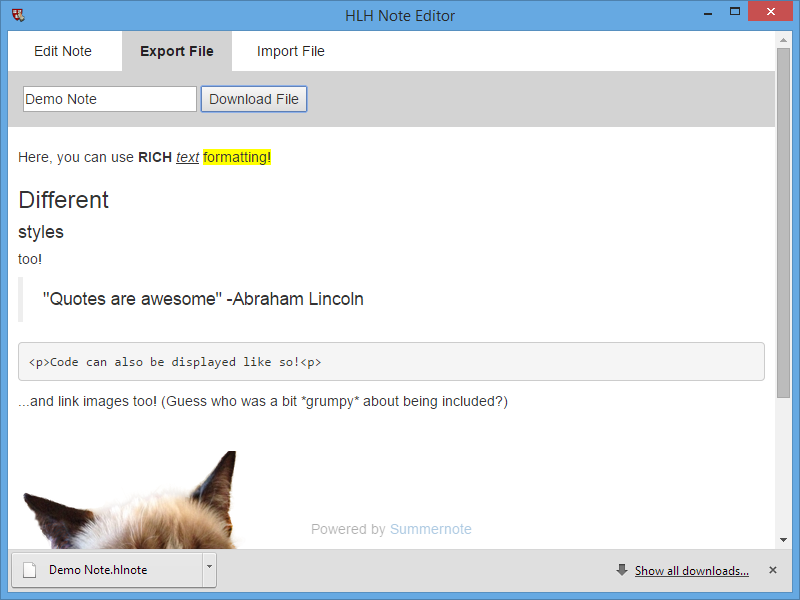 HLH Note Editor
Edit Note Export File Import File
Demo Note Download File
Here, you can use RICH text formatting!
Different
styles
too!
"Quotes are awesome" -Abraham Lincoln
<p>Code can also be displayed like so!<p>
...and link images too! (Guess who was a bit *grumpy* about being included?)
Powered by Summernote
Demo Note.hlnote Show all downloads...